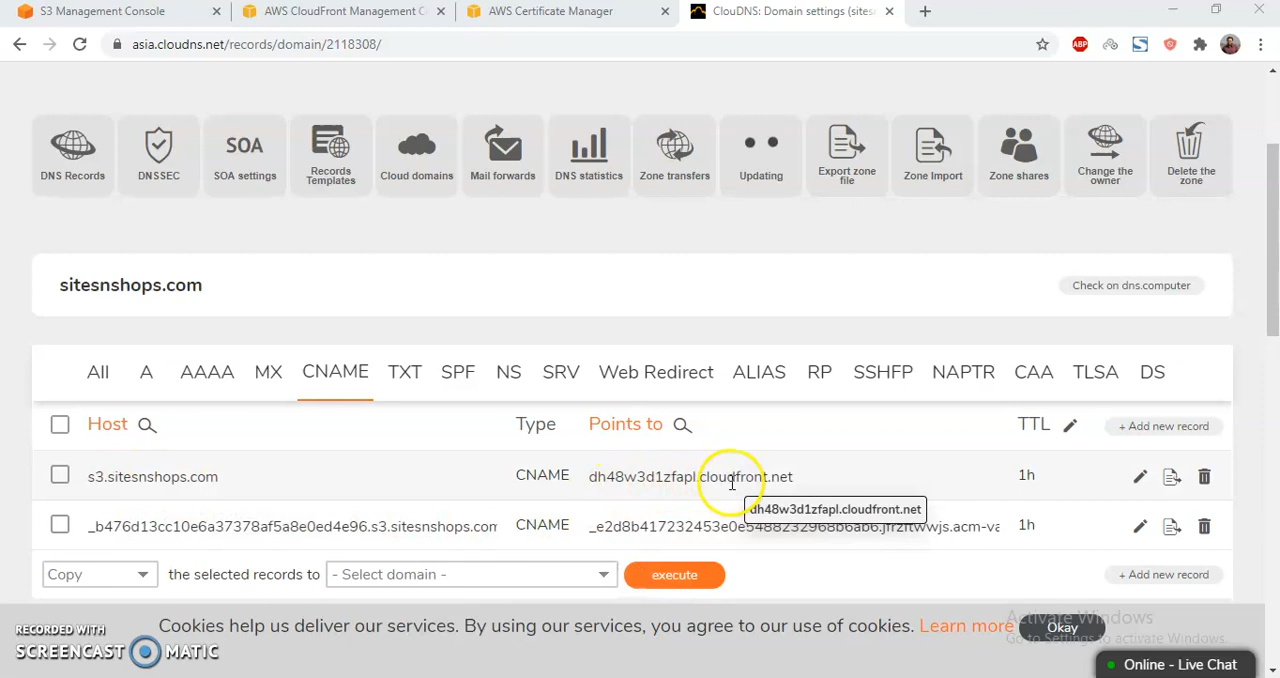 S3 Management Console
AWS CloudFront Management C
AWS Certificate Manager
ClouDNS: Domain settings (sites
asia.cloudns.net/records/domain/2118308/
ABP
DNS Records
DNSSEC
SOA
SOA settings
Records Templates
Cloud domains
Mail forwards
DNS statistics
Zone transfers
Updating
Export zone file
Zone Import
Zone shares
Change the owner
Delete the zone
sitesnshops.com
Check on dns.computer
All A AAAA MX CNAME TXT SPF NS SRV Web Redirect ALIAS RP SSHFP NAPTR CAA TLSA DS
Host Type Points to TTL + Add new record
s3.sitesnshops.com CNAME dh48w3d1zfapl.cloudfront.net 1h
dh48w3d1zfapl.cloudfront.net
_b476d13cc10e6a37378af5a8e0ed4e96.s3.sitesnshops.com CNAME 1h
Copy the selected records to - Select domain - execute + Add new record
Cookies help us deliver our services. By using our services, you agree to our use of cookies. Learn more Okay
Activate Windows
Go to Settings to activate Windows.
RECORDED WITH
SCREENCAST MATIC
Online - Live Chat